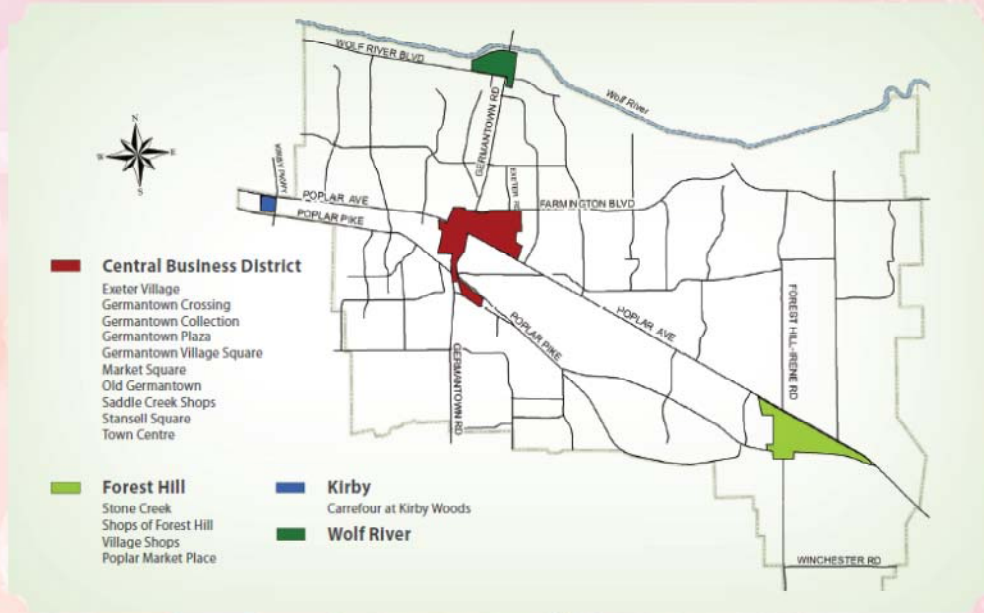 WOLF RIVER BLVD
Wolf River
GERMANTOWN RD
N
W E
S
KIRBY PKWY
EXETER RD
POPLAR AVE
FARMINGTON BLVD
POPLAR PIKE
Central Business District
Exeter Village
Germantown Crossing
Germantown Collection
Germantown Plaza
Germantown Village Square
Market Square
Old Germantown
Saddle Creek Shops
Stansell Square
Town Centre
POPLAR AVE
POPLAR PIKE
FOREST HILL-IRENE RD
GERMANTOWN RD
Forest Hill
Stone Creek
Shops of Forest Hill
Village Shops
Poplar Market Place
Kirby
Carrefour at Kirby Woods
Wolf River
WINCHESTER RD